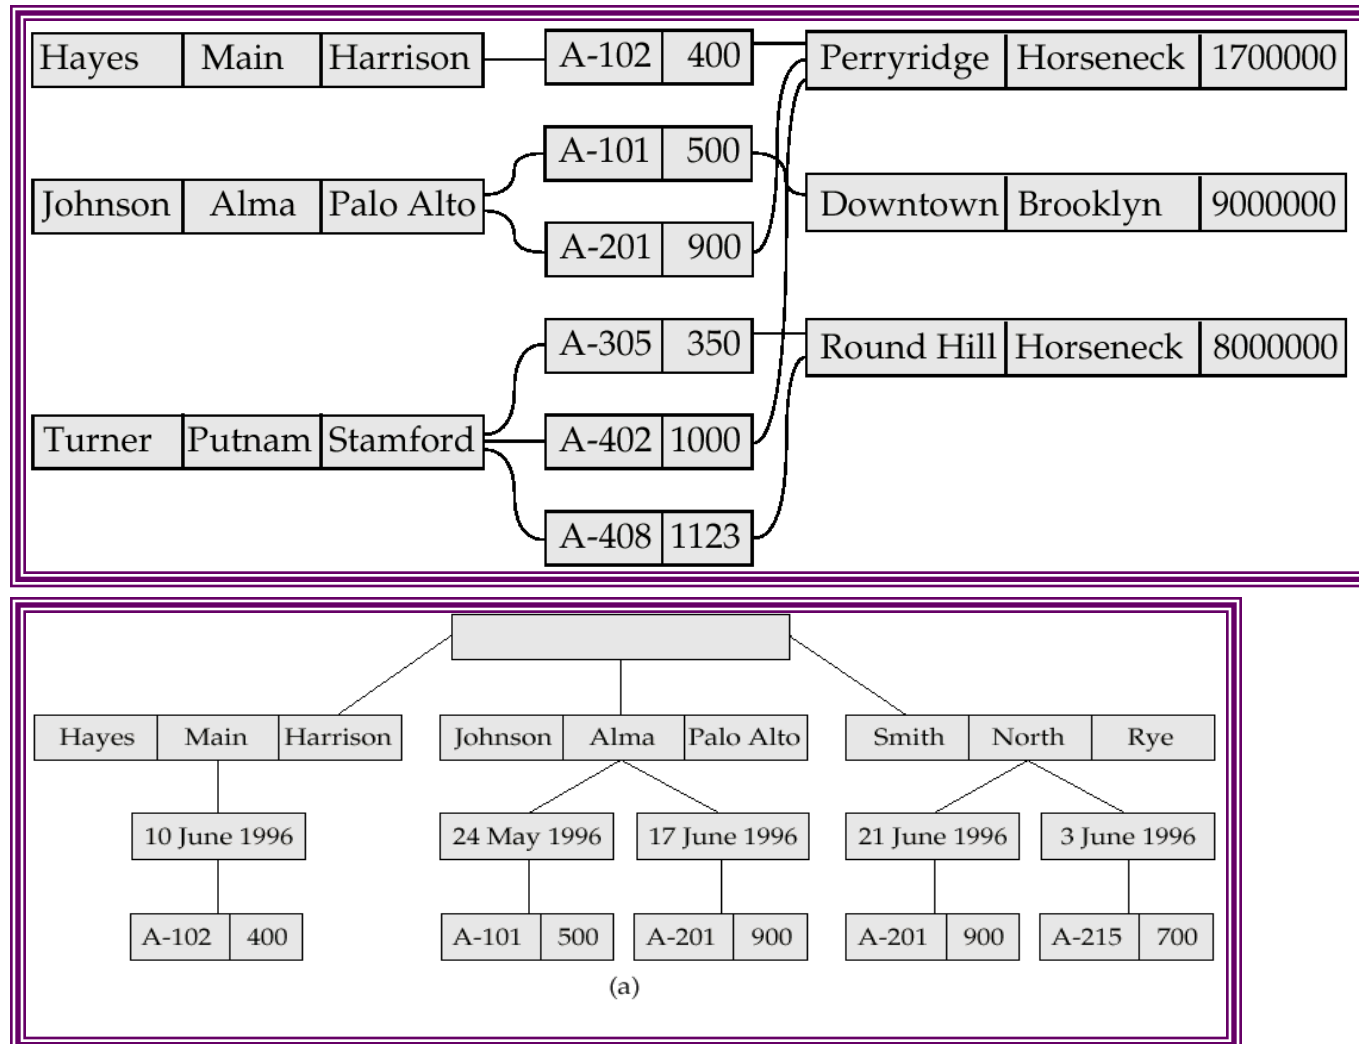 Hayes Main Harrison A-102 400 Perryridge Horseneck 1700000
A-101 500
Johnson Alma Palo Alto Downtown Brooklyn 9000000
A-201 900
A-305 350 Round Hill Horseneck 8000000
Turner Putnam Stamford A-402 1000
A-408 1123
Hayes Main Harrison Johnson Alma Palo Alto Smith North Rye
10 June 1996 24 May 1996 17 June 1996 21 June 1996 3 June 1996
A-102 400 A-101 500 A-201 900 A-201 900 A-215 700
(a)